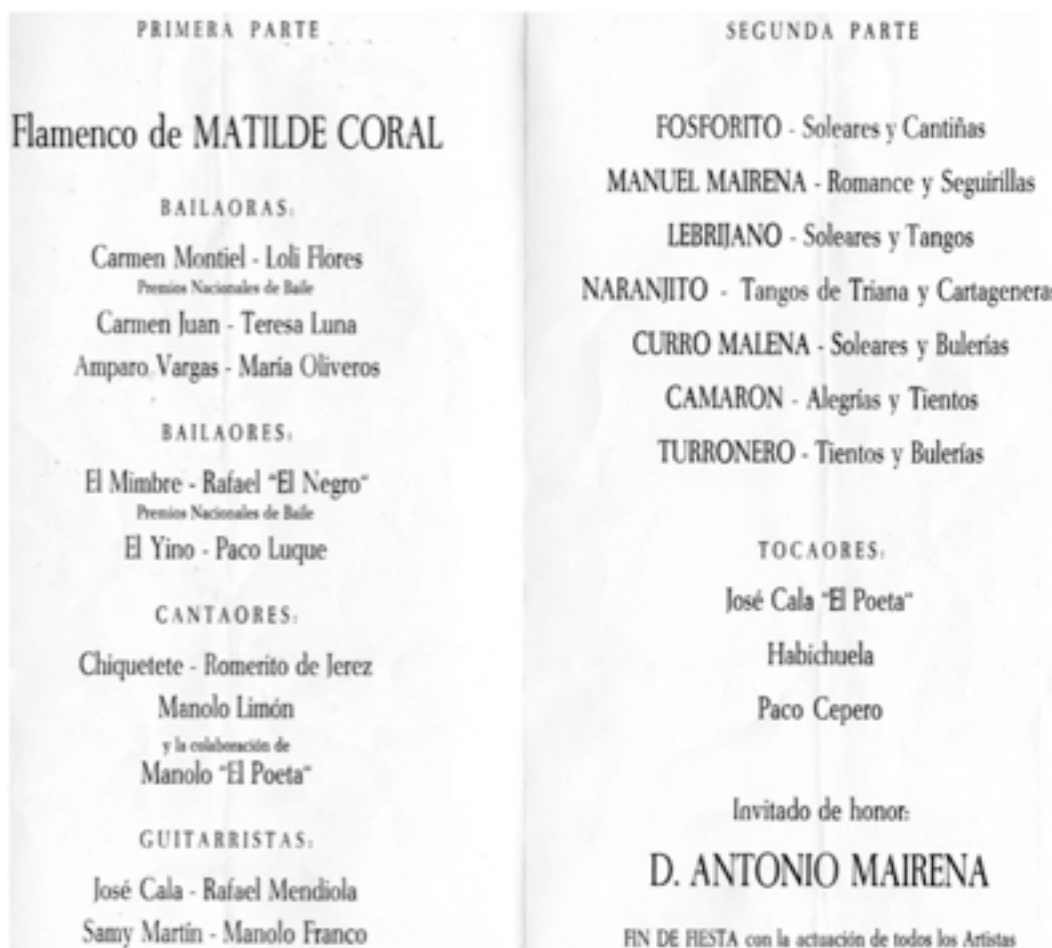 PRIMERA PARTE
Flamenco de MATILDE CORAL
BAILAORAS:
Carmen Montiel - Loli Flores
Premios Nacionales de Baile
Carmen Juan - Teresa Luna
Amparo Vargas - María Oliveros
BAILAORES:
El Mimbre - Rafael "El Negro"
Premios Nacionales de Baile
El Yino - Paco Luque
CANTAORES:
Chiquetete - Romerito de Jerez
Manolo Limón
y la colaboración de
Manolo "El Poeta"
GUITARRISTAS:
José Cala - Rafael Mendiola
Samy Martín - Manolo Franco
SEGUNDA PARTE
FOSFORITO - Soleares y Cantiñas
MANUEL MAIRENA - Romance y Seguirillas
LEBRIJANO - Soleares y Tangos
NARANJITO - Tangos de Triana y Cartageneras
CURRO MALENA - Soleares y Bulerías
CAMARON - Alegrías y Tientos
TURRONERO - Tientos y Bulerías
TOCAORES:
José Cala "El Poeta"
Habichuela
Paco Cepero
Invitado de honor:
D. ANTONIO MAIRENA
FIN DE FIESTA con la actuación de todos los Artistas